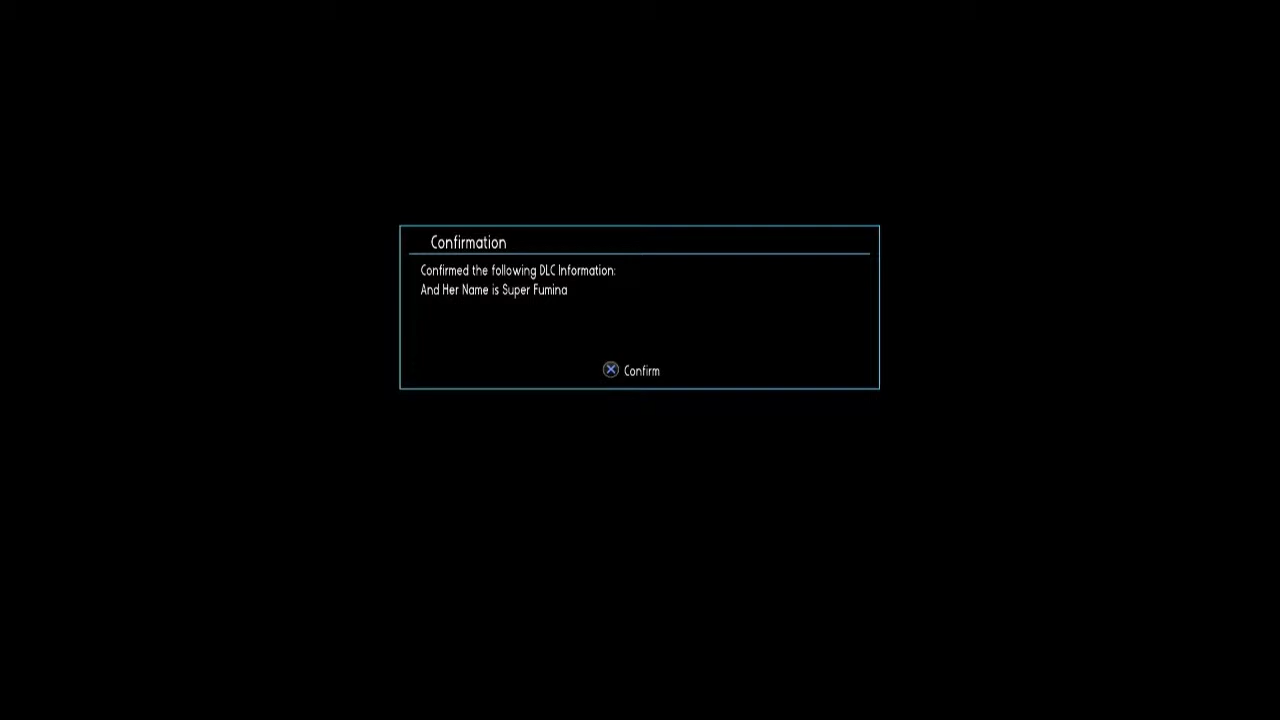 Confirmation
Confirmed the following DLC Information:
And Her Name is Super Fumina
Confirm